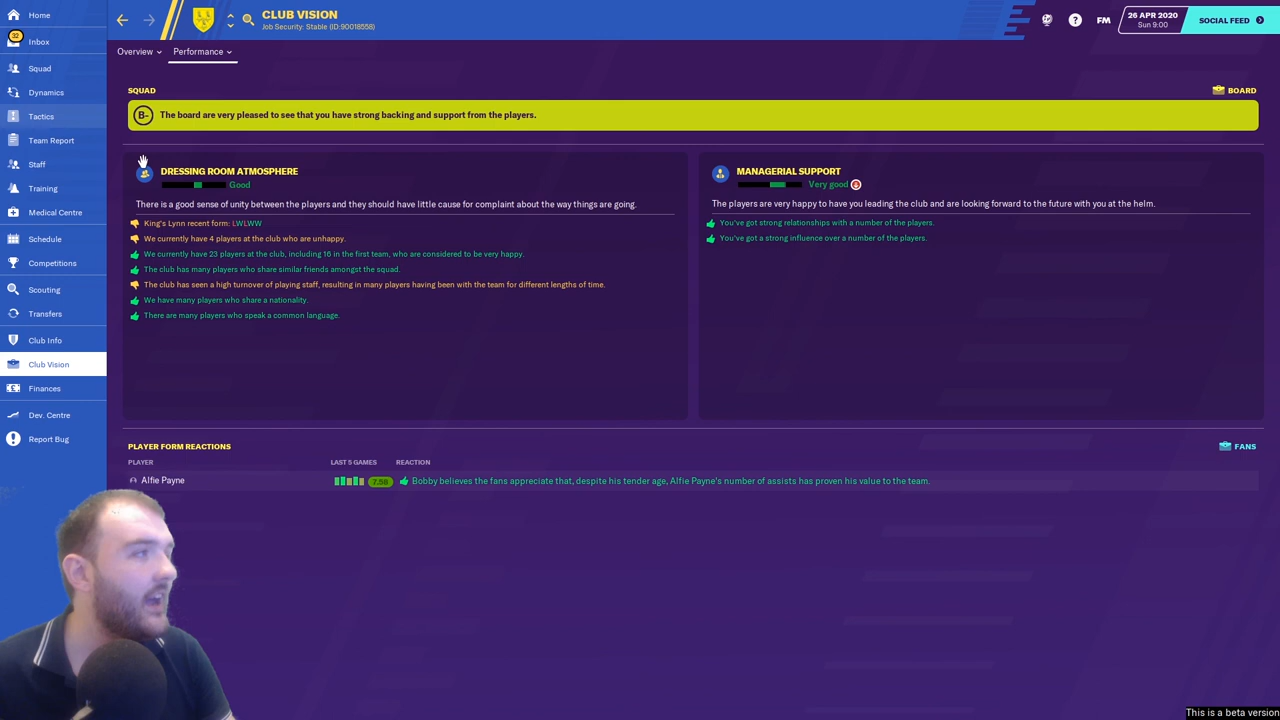 Home
32
Inbox
Squad
Dynamics
Tactics
Team Report
Staff
Training
Medical Centre
Schedule
Competitions
Scouting
Transfers
Club Info
Club Vision
Finances
Dev. Centre
Report Bug
CLUB VISION
Job Security: Stable (ID:90018558)
?
FM
26 APR 2020
Sun 9:00
SOCIAL FEED
Overview
Performance
SQUAD
BOARD
B-
The board are very pleased to see that you have strong backing and support from the players.
DRESSING ROOM ATMOSPHERE
Good
There is a good sense of unity between the players and they should have little cause for complaint about the way things are going.
King's Lynn recent form: LWLWW
We currently have 4 players at the club who are unhappy.
We currently have 23 players at the club, including 16 in the first team, who are considered to be very happy.
The club has many players who share similar friends amongst the squad.
The club has seen a high turnover of playing staff, resulting in many players having been with the team for different lengths of time.
We have many players who share a nationality.
There are many players who speak a common language.
MANAGERIAL SUPPORT
Very good
The players are very happy to have you leading the club and are looking forward to the future with you at the helm.
You've got strong relationships with a number of the players.
You've got a strong influence over a number of the players.
PLAYER FORM REACTIONS
FANS
PLAYER LAST 5 GAMES REACTION
Alfie Payne 7.58 Bobby believes the fans appreciate that, despite his tender age, Alfie Payne's number of assists has proven his value to the team.
This is a beta version